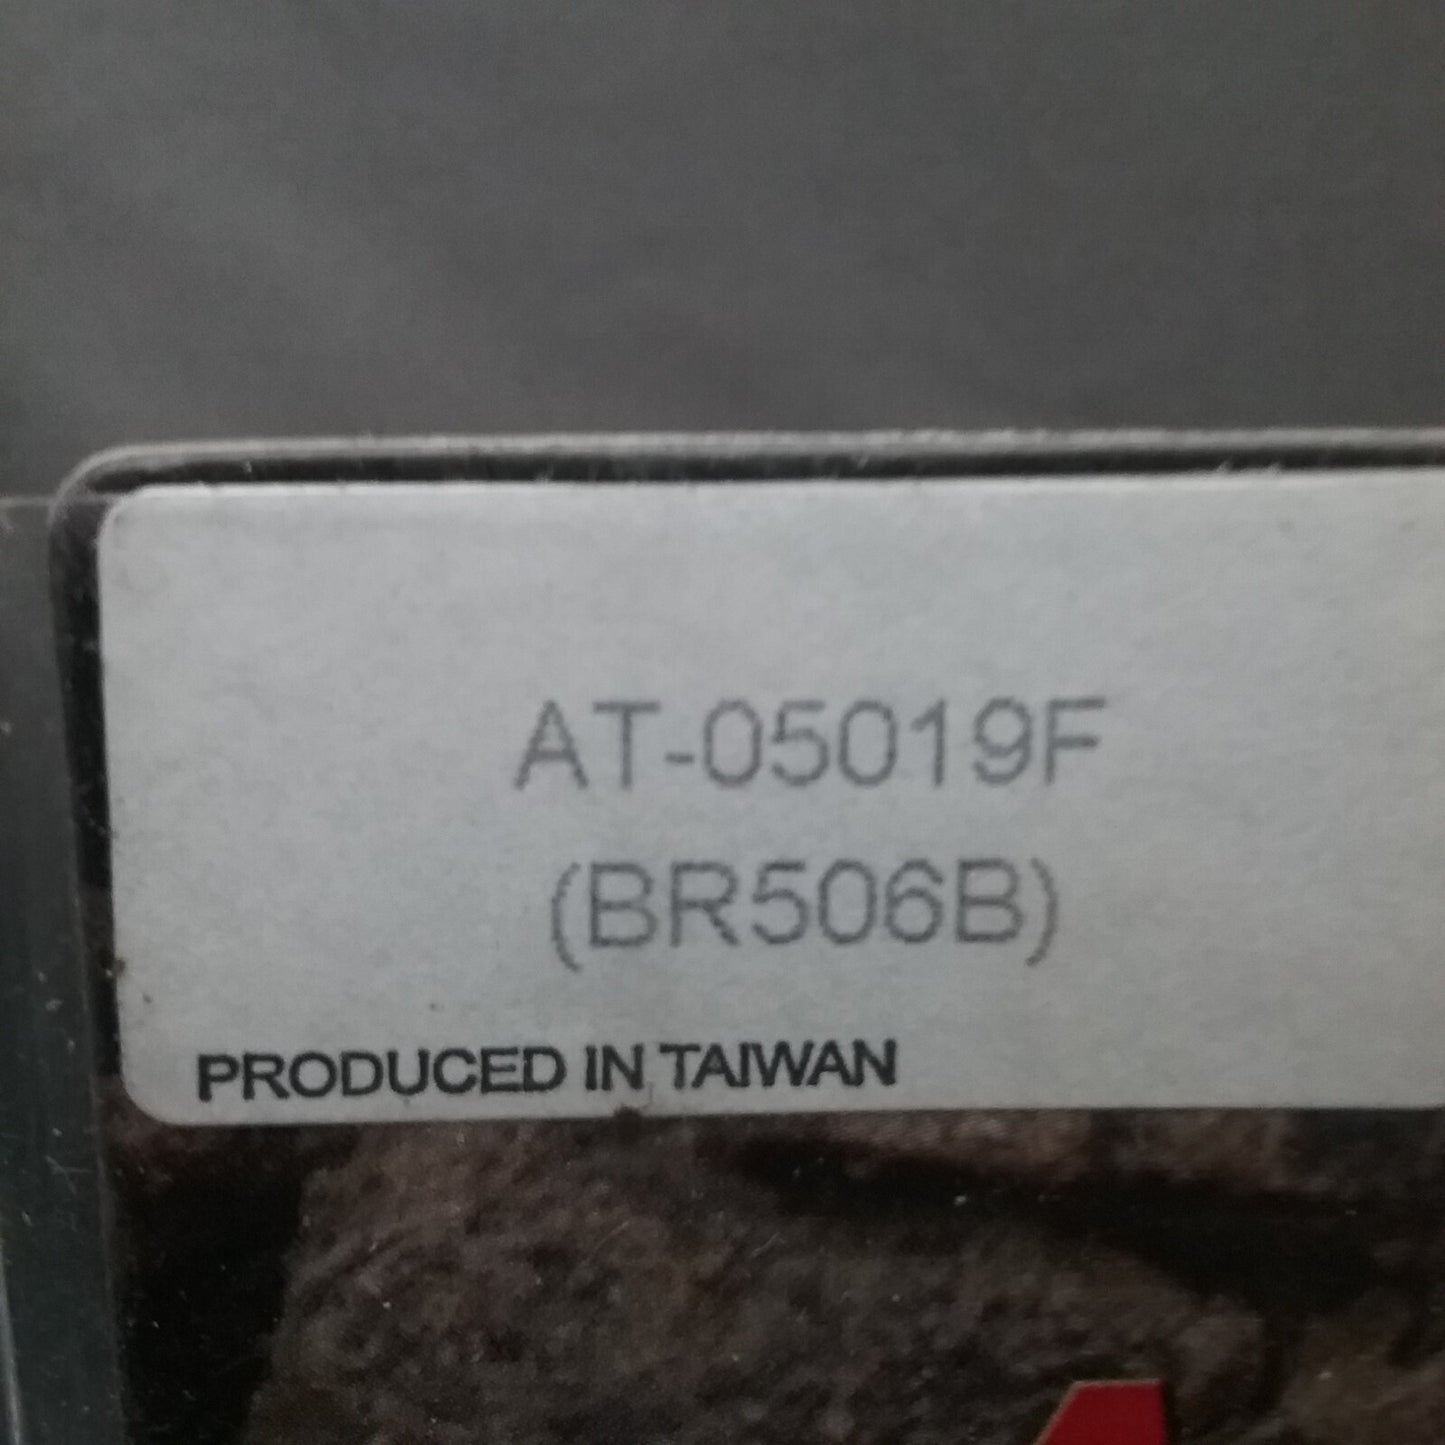 AT-05019F
(BR506B)
PRODUCED IN TAIWAN